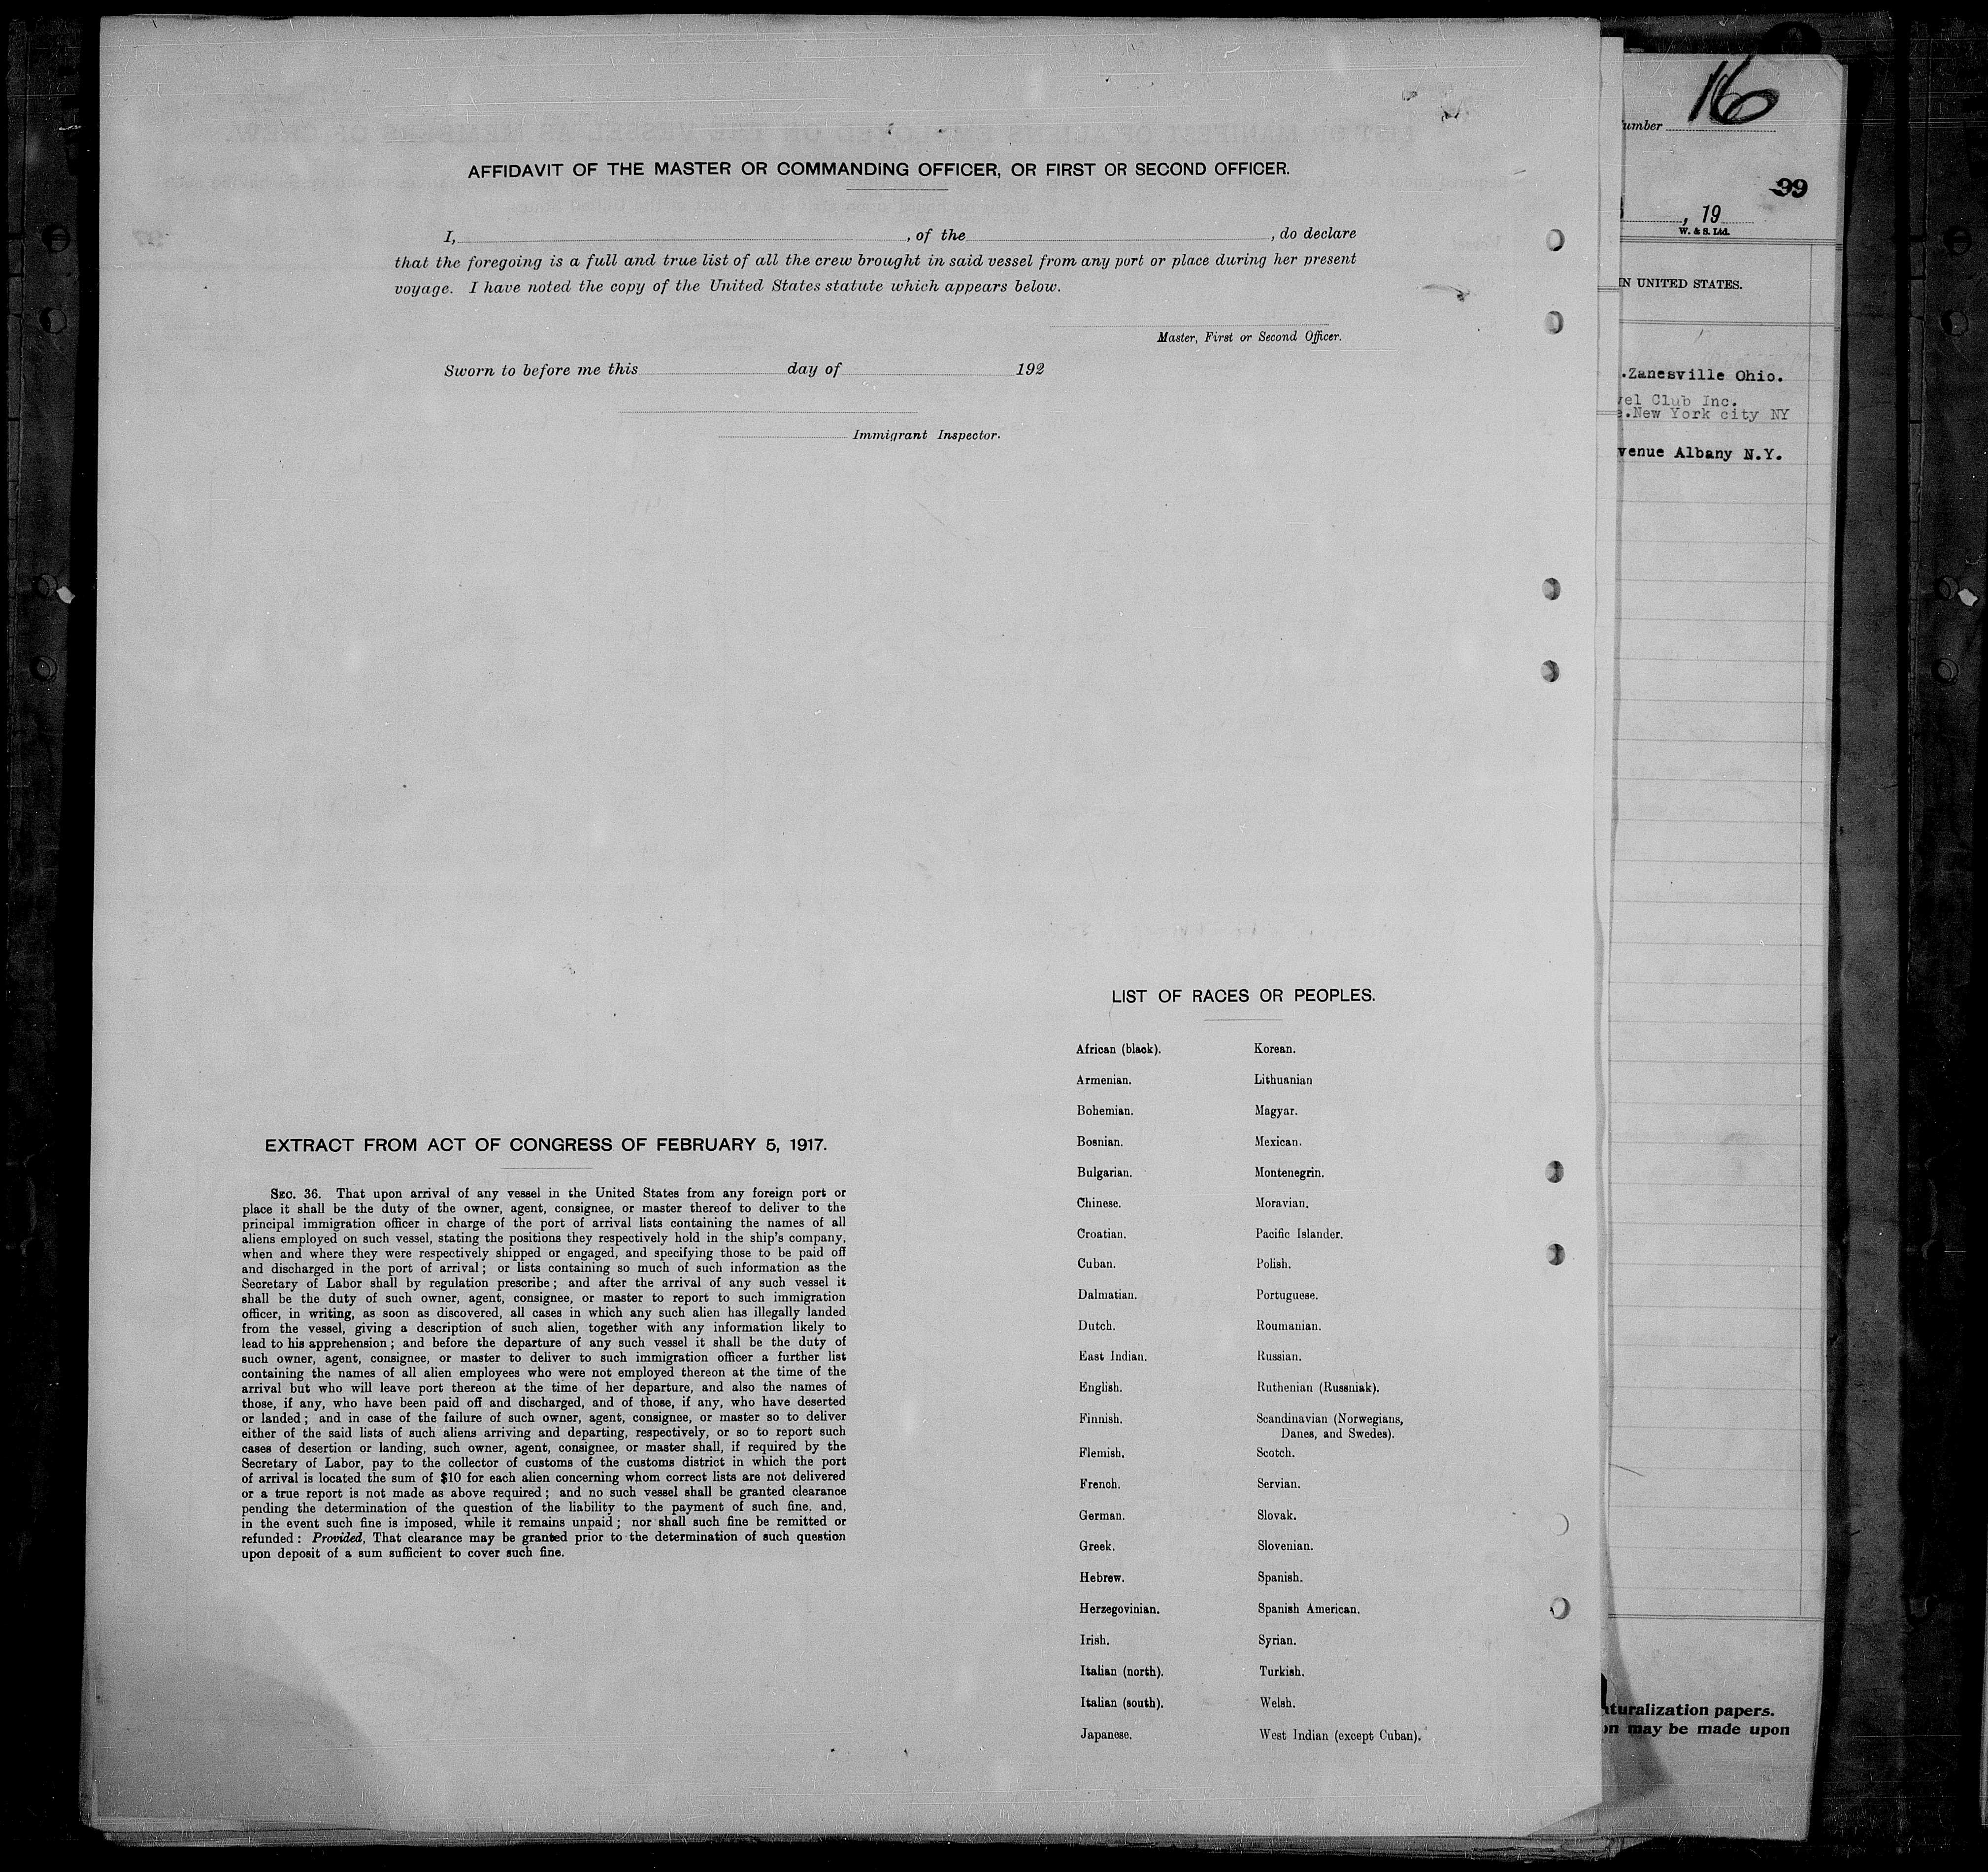 AFFIDAVIT OF THE MASTER OR COMMANDING OFFICER, OR FIRST OR SECOND OFFICER.
I, , of the , do declare
that the foregoing is a full and true list of all the crew brought in said vessel from any port or place during her present
voyage. I have noted the copy of the United States statute which appears below.
Master, First or Second Officer.
Sworn to before me this day of 192
Immigrant Inspector.
EXTRACT FROM ACT OF CONGRESS OF FEBRUARY 5, 1917.
SEC. 36. That upon arrival of any vessel in the United States from any foreign port or
place it shall be the duty of the owner, agent, consignee, or master thereof to deliver to the
principal immigration officer in charge of the port of arrival lists containing the names of all
aliens employed on such vessel, stating the positions they respectively hold in the ship's company,
when and where they were respectively shipped or engaged, and specifying those to be paid off
and discharged in the port of arrival; or lists containing so much of such information as the
Secretary of Labor shall by regulation prescribe; and after the arrival of any such vessel it
shall be the duty of such owner, agent, consignee, or master to report to such immigration
officer, in writing, as soon as discovered, all cases in which any such alien has illegally landed
from the vessel, giving a description of such alien, together with any information likely to
lead to his apprehension; and before the departure of any such vessel it shall be the duty of
such owner, agent, consignee, or master to deliver to such immigration officer a further list
containing the names of all alien employees who were not employed thereon at the time of the
arrival but who will leave port thereon at the time of her departure, and also the names of
those, if any, who have been paid off and discharged, and of those, if any, who have deserted
or landed; and in case of the failure of such owner, agent, consignee, or master so to deliver
either of the said lists of such aliens arriving and departing, respectively, or so to report such
cases of desertion or landing, such owner, agent, consignee, or master shall, if required by the
Secretary of Labor, pay to the collector of customs of the customs district in which the port
of arrival is located the sum of $10 for each alien concerning whom correct lists are not delivered
or a true report is not made as above required; and no such vessel shall be granted clearance
pending the determination of the question of the liability to the payment of such fine, and,
in the event such fine is imposed, while it remains unpaid; nor shall such fine be remitted or
refunded: Provided, That clearance may be granted prior to the determination of such question
upon deposit of a sum sufficient to cover such fine.
LIST OF RACES OR PEOPLES.
African (black). Korean.
Armenian. Lithuanian
Bohemian. Magyar.
Bosnian. Mexican.
Bulgarian. Montenegrin.
Chinese. Moravian.
Croatian. Pacific Islander.
Cuban. Polish.
Dalmatian. Portuguese.
Dutch. Roumanian.
East Indian. Russian.
English. Ruthenian (Russniak).
Finnish. Scandinavian (Norwegians,
Danes, and Swedes).
Flemish. Scotch.
French. Servian.
German. Slovak.
Greek. Slovenian.
Hebrew. Spanish.
Herzegovinian. Spanish American.
Irish. Syrian.
Italian (north). Turkish.
Italian (south). Welsh.
Japanese. West Indian (except Cuban).
umber 16
99
, 19
W. & S. Ltd.
IN UNITED STATES.
.Zanesville Ohio.
vel Club Inc.
e.New York city NY
venue Albany N.Y.
turalization papers.
on may be made upon